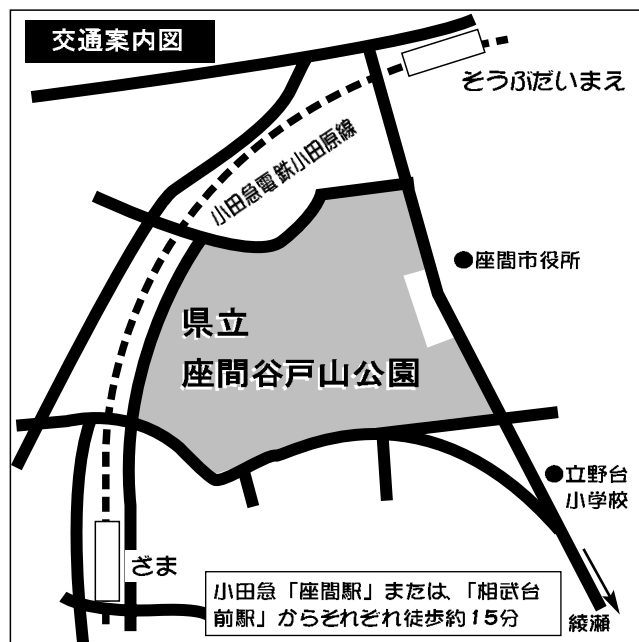 交通案内図
そうぶだいまえ
小田急電鉄小田原線
●座間市役所
県立
座間谷戸山公園
●立野台
小学校
ざま
小田急「座間駅」または、「相武台
前駅」からそれぞれ徒歩約15分
綾瀬